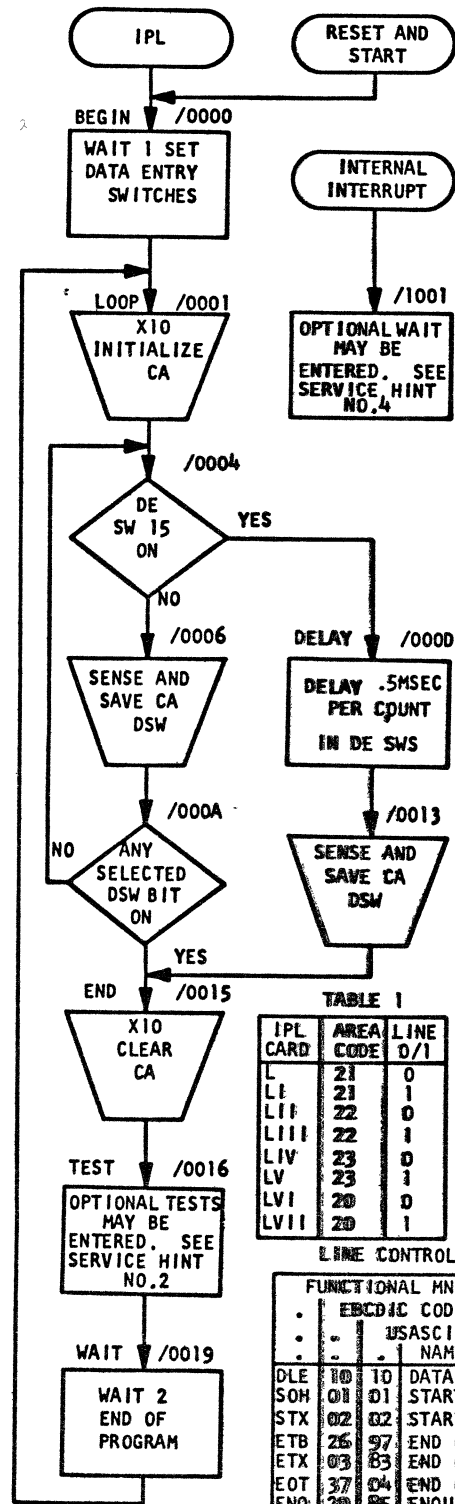 IPL
RESET AND
START
BEGIN /0000
WAIT 1 SET
DATA ENTRY
SWITCHES
INTERNAL
INTERRUPT
/1001
OPTIONAL WAIT
MAY BE
ENTERED. SEE
SERVICE HINT
NO.4
LOOP /0001
XIO
INITIALIZE
CA
/0004
DE
SW 15
ON
YES
NO
/0006
SENSE AND
SAVE CA
DSW
DELAY /000D
DELAY .5MSEC
PER COUNT
IN DE SWS
/000A
NO
ANY
SELECTED
DSW BIT
ON
/0013
SENSE AND
SAVE CA
DSW
YES
END /0015
XIO
CLEAR
CA
TEST /0016
OPTIONAL TESTS
MAY BE
ENTERED. SEE
SERVICE HINT
NO.2
WAIT /0019
WAIT 2
END OF
PROGRAM
TABLE 1
IPL AREA LINE
CARD CODE 0/1
L 21 0
LI 21 1
LII 22 0
LIII 22 1
LIV 23 0
LV 23 1
LVI 20 0
LVII 20 1
LINE CONTROL
FUNCTIONAL MN
. EBCDIC COD
. . USASCI
. . . NAM
DLE 10 10 DATA
SOH 01 01 START
STX 02 02 START
ETB 26 97 END
ETX 03 83 END
EOT 37 04 END